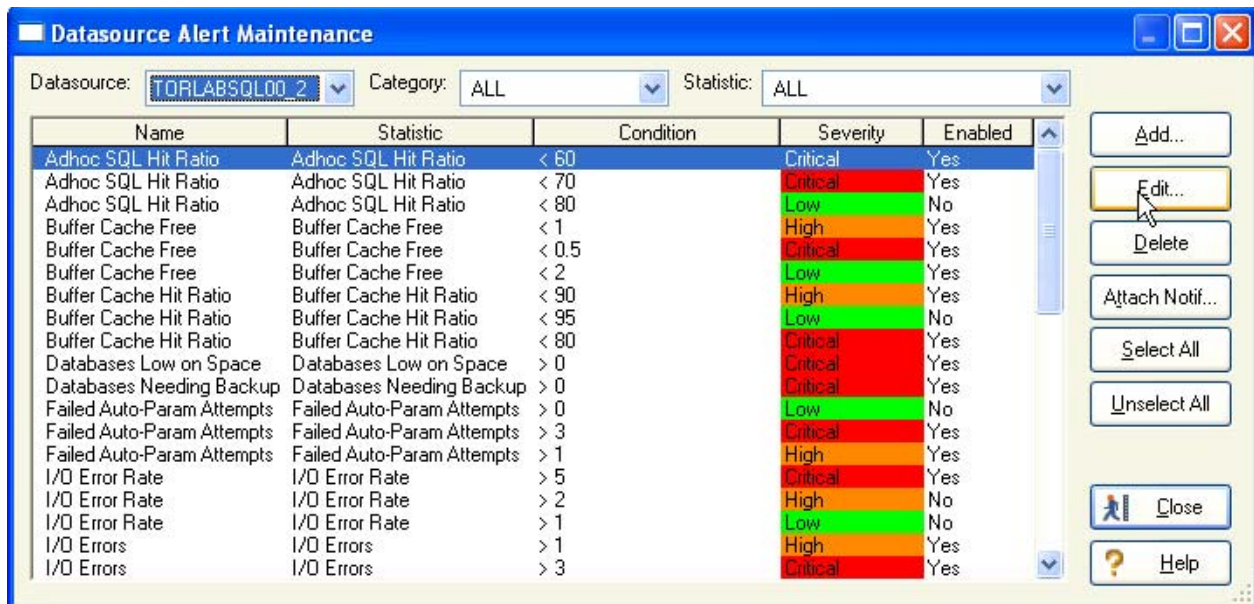 Datasource Alert Maintenance
Datasource: TORLABSQL00_2 Category: ALL Statistic: ALL
Name Statistic Condition Severity Enabled
Adhoc SQL Hit Ratio Adhoc SQL Hit Ratio < 60 Critical Yes
Adhoc SQL Hit Ratio Adhoc SQL Hit Ratio < 70 Critical Yes
Adhoc SQL Hit Ratio Adhoc SQL Hit Ratio < 80 Low No
Buffer Cache Free Buffer Cache Free < 1 High Yes
Buffer Cache Free Buffer Cache Free < 0.5 Critical Yes
Buffer Cache Free Buffer Cache Free < 2 Low Yes
Buffer Cache Hit Ratio Buffer Cache Hit Ratio < 90 High Yes
Buffer Cache Hit Ratio Buffer Cache Hit Ratio < 95 Low No
Buffer Cache Hit Ratio Buffer Cache Hit Ratio < 80 Critical Yes
Databases Low on Space Databases Low on Space > 0 Critical Yes
Databases Needing Backup Databases Needing Backup > 0 Critical Yes
Failed Auto-Param Attempts Failed Auto-Param Attempts > 0 Low No
Failed Auto-Param Attempts Failed Auto-Param Attempts > 3 Critical Yes
Failed Auto-Param Attempts Failed Auto-Param Attempts > 1 High Yes
I/O Error Rate I/O Error Rate > 5 Critical Yes
I/O Error Rate I/O Error Rate > 2 High No
I/O Error Rate I/O Error Rate > 1 Low No
I/O Errors I/O Errors > 1 High Yes
I/O Errors I/O Errors > 3 Critical Yes
Add...
Edit...
Delete
Attach Notif...
Select All
Unselect All
Close
Help